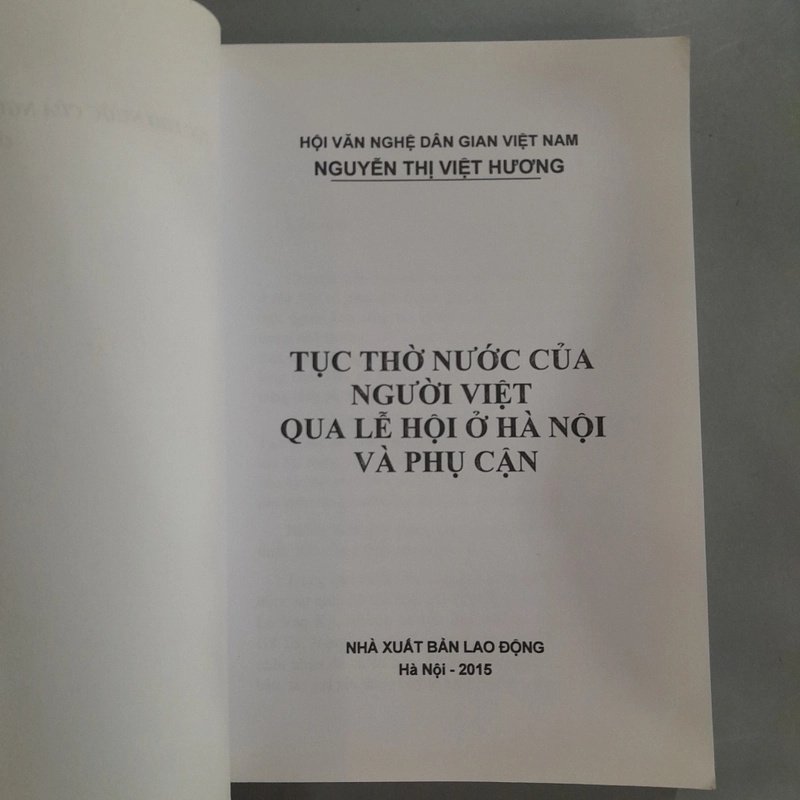 HỘI VĂN NGHỆ DÂN GIAN VIỆT NAM
NGUYỄN THỊ VIỆT HƯƠNG
TỤC THỜ NƯỚC CỦA
NGƯỜI VIỆT
QUA LỄ HỘI Ở HÀ NỘI
VÀ PHỤ CẬN
NHÀ XUẤT BẢN LAO ĐỘNG
Hà Nội - 2015